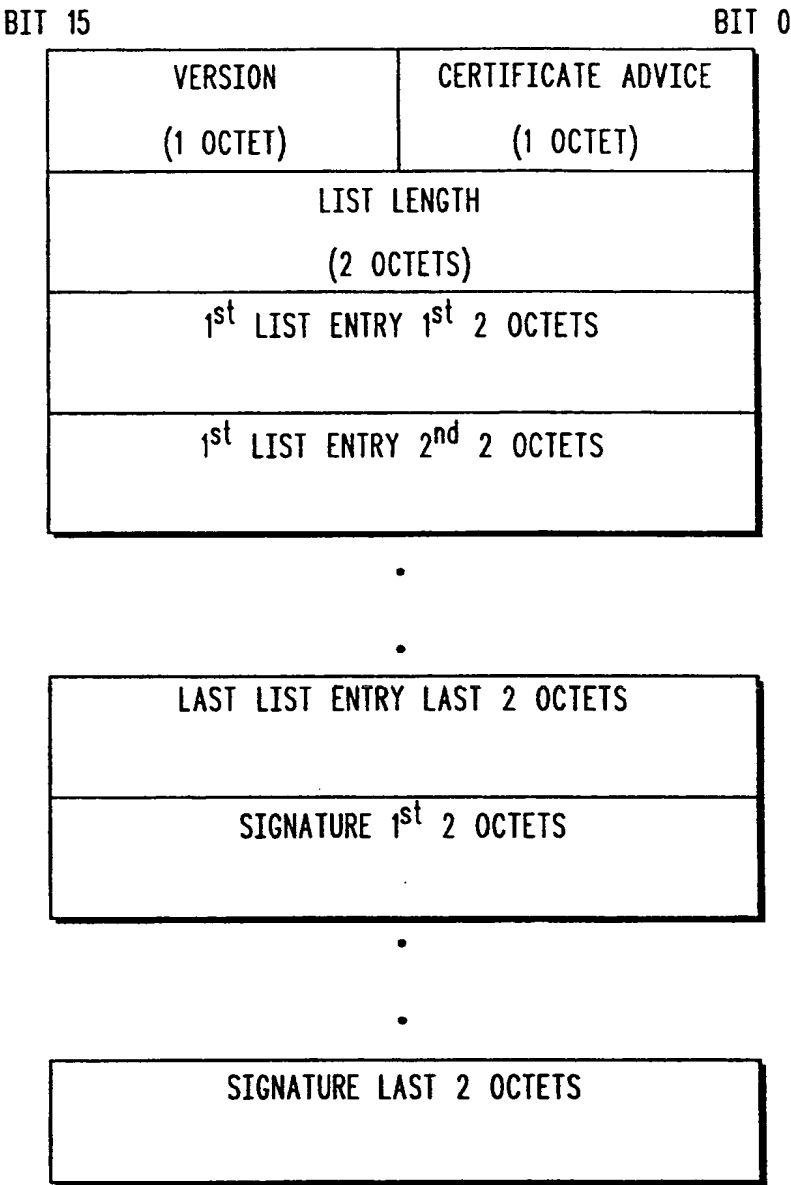 BIT 15 BIT 0
VERSION CERTIFICATE ADVICE
(1 OCTET) (1 OCTET)
LIST LENGTH
(2 OCTETS)
1st LIST ENTRY 1st 2 OCTETS
1st LIST ENTRY 2nd 2 OCTETS
LAST LIST ENTRY LAST 2 OCTETS
SIGNATURE 1st 2 OCTETS
SIGNATURE LAST 2 OCTETS